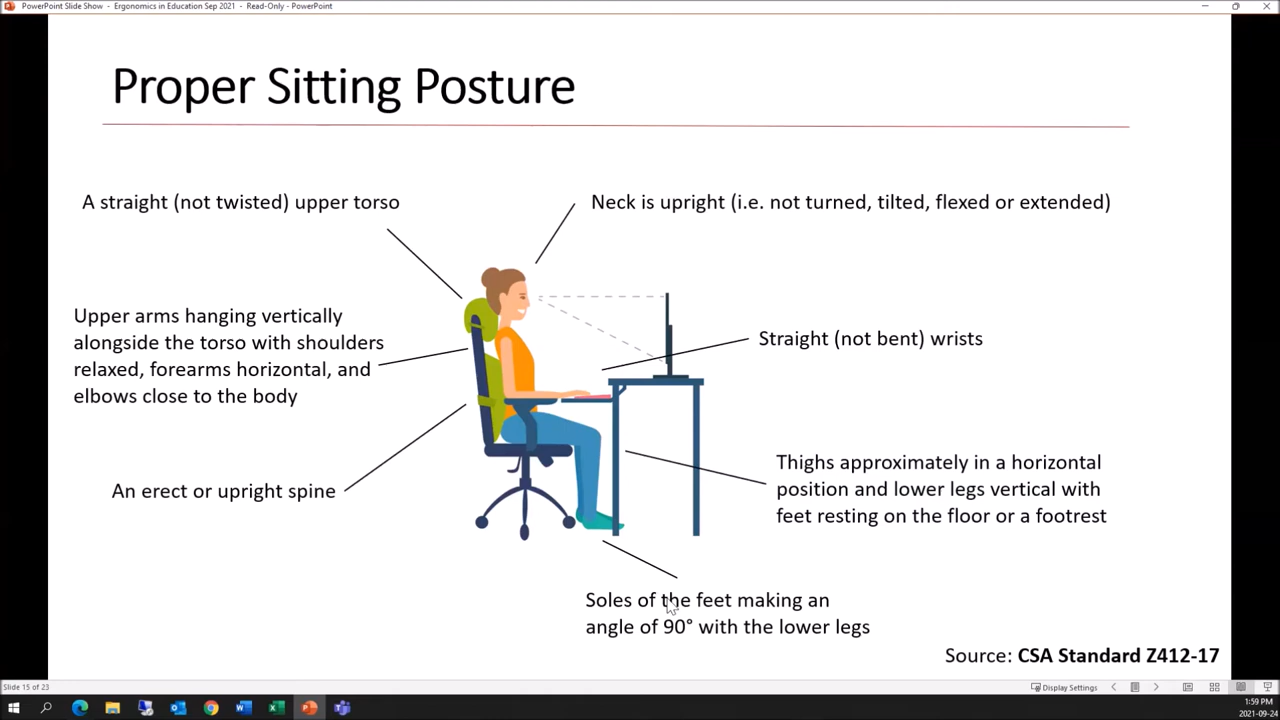 PowerPoint Slide Show - Ergonomics in Education Sep 2021 - Read-Only - PowerPoint
Proper Sitting Posture
A straight (not twisted) upper torso
Neck is upright (i.e. not turned, tilted, flexed or extended)
Upper arms hanging vertically
alongside the torso with shoulders
relaxed, forearms horizontal, and
elbows close to the body
Straight (not bent) wrists
An erect or upright spine
Thighs approximately in a horizontal
position and lower legs vertical with
feet resting on the floor or a footrest
Soles of the feet making an
angle of 90° with the lower legs
Source: CSA Standard Z412-17
Slide 15 of 23
Display Settings
1:59 PM
2021-09-24